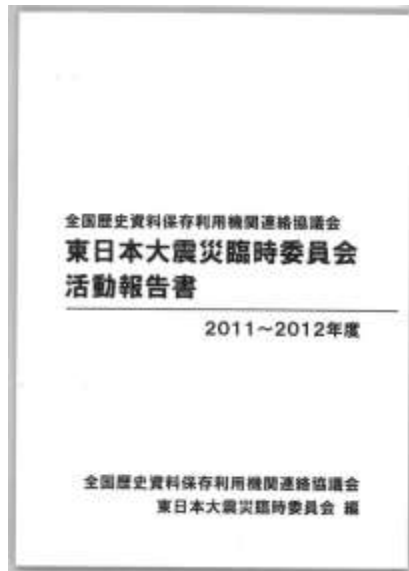 全国歴史資料保存利用機関連絡協議会
東日本大震災臨時委員会
活動報告書
2011～2012年度
全国歴史資料保存利用機関連絡協議会
東日本大震災臨時委員会 編